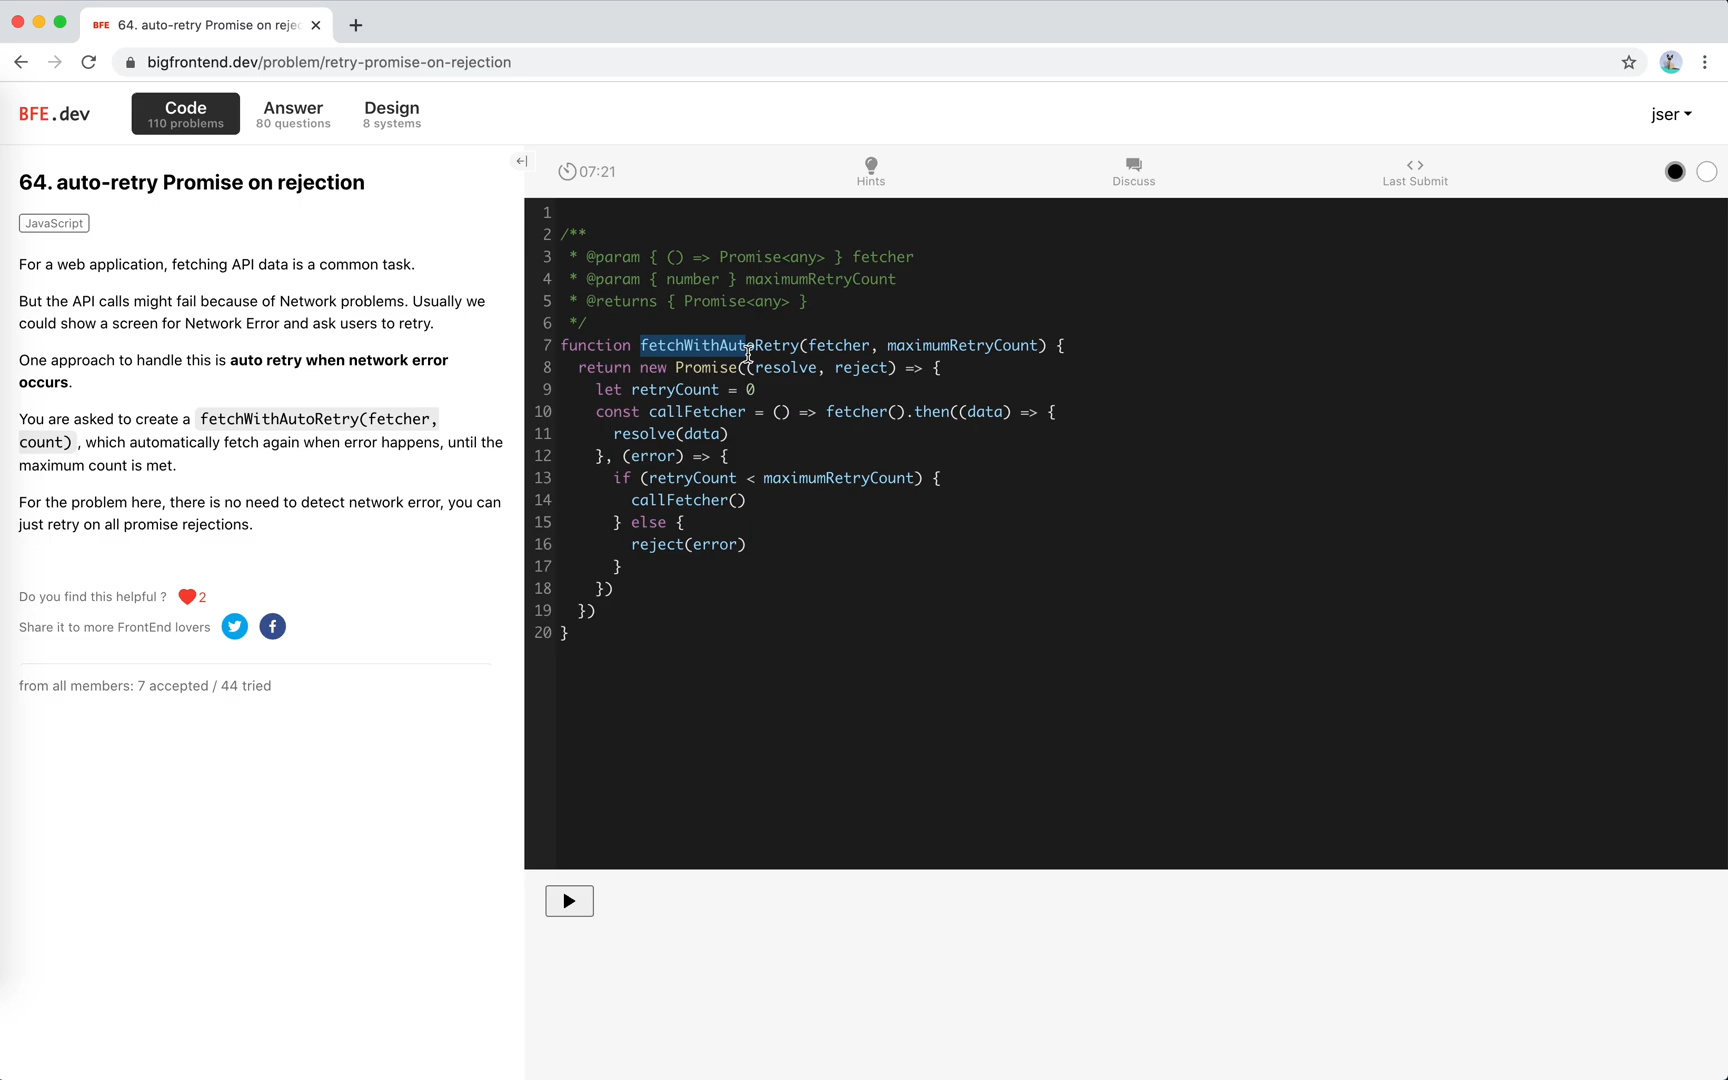 BFE 64. auto-retry Promise on reje
bigfrontend.dev/problem/retry-promise-on-rejection
BFE.dev
Code
110 problems
Answer
80 questions
Design
8 systems
jser
64. auto-retry Promise on rejection
JavaScript
For a web application, fetching API data is a common task.
But the API calls might fail because of Network problems. Usually we
could show a screen for Network Error and ask users to retry.
One approach to handle this is auto retry when network error
occurs.
You are asked to create a fetchWithAutoRetry(fetcher,
count) , which automatically fetch again when error happens, until the
maximum count is met.
For the problem here, there is no need to detect network error, you can
just retry on all promise rejections.
Do you find this helpful ? 2
Share it to more FrontEnd lovers
from all members: 7 accepted / 44 tried
07:21
Hints
Discuss
Last Submit
1
2 /**
3  * @param { () => Promise<any> } fetcher
4  * @param { number } maximumRetryCount
5  * @returns { Promise<any> }
6  */
7 function fetchWithAutoRetry(fetcher, maximumRetryCount) {
8   return new Promise((resolve, reject) => {
9     let retryCount = 0
10     const callFetcher = () => fetcher().then((data) => {
11       resolve(data)
12     }, (error) => {
13       if (retryCount < maximumRetryCount) {
14         callFetcher()
15       } else {
16         reject(error)
17       }
18     })
19   })
20 }